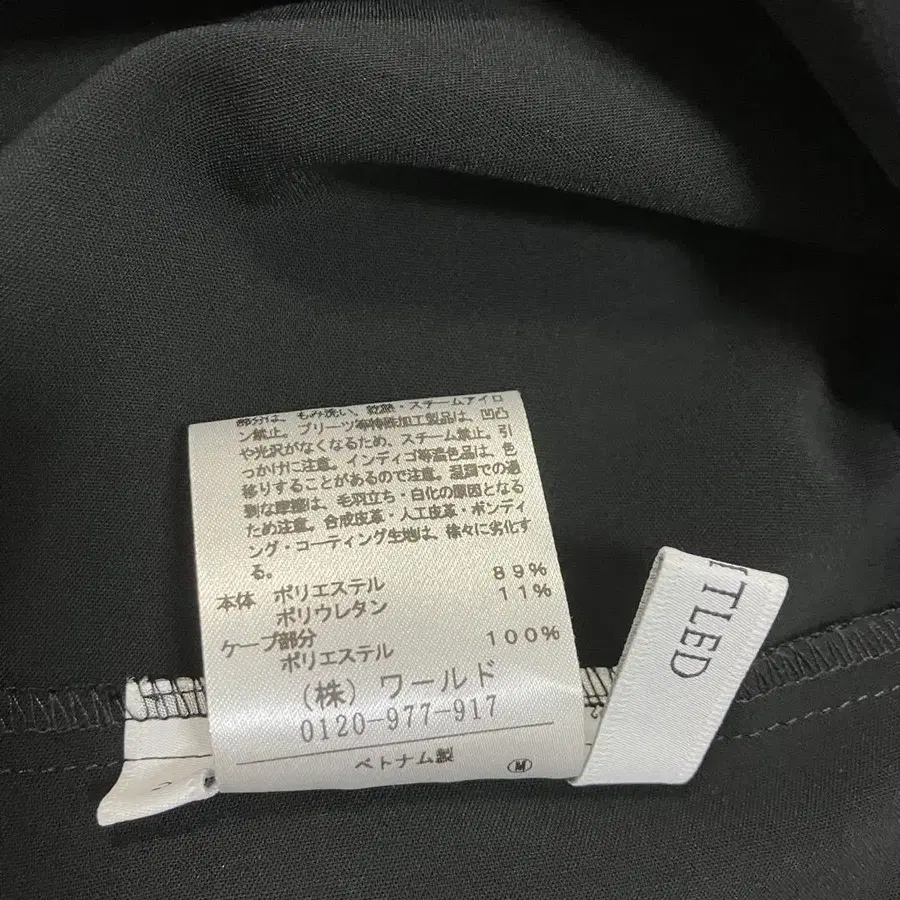 部分は、もみ洗い、乾熱・スチームアイロ
ン禁止。プリーツ等特殊加工製品は、凹凸
や光沢がなくなるため、スチーム禁止。引
っかけに注意。インディゴ等濃色品は、色
移りすることがあるので注意。湿潤での過
剰な摩擦は、毛羽立ち・白化の原因となる
ため注意。合成皮革・人工皮革・ボンディ
ング・コーティング生地は、徐々に劣化す
る。
本体 ポリエステル 89%
ポリウレタン 11%
ケープ部分
ポリエステル 100%
(株) ワールド
0120-977-917
ベトナム製 M
TLED